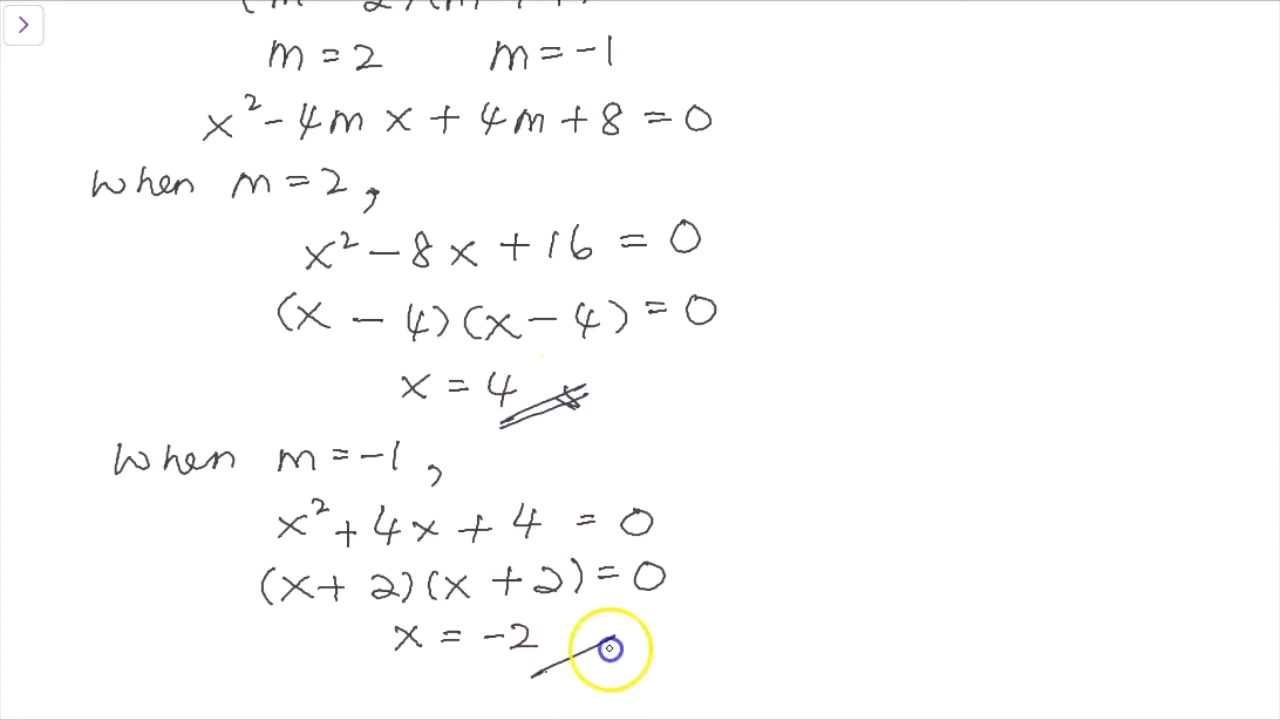 m = 2 m = -1
x² - 4m x + 4m + 8 = 0
When m = 2,
x² - 8x + 16 = 0
(x - 4)(x - 4) = 0
x = 4
When m = -1,
x² + 4x + 4 = 0
(x + 2)(x + 2) = 0
x = -2